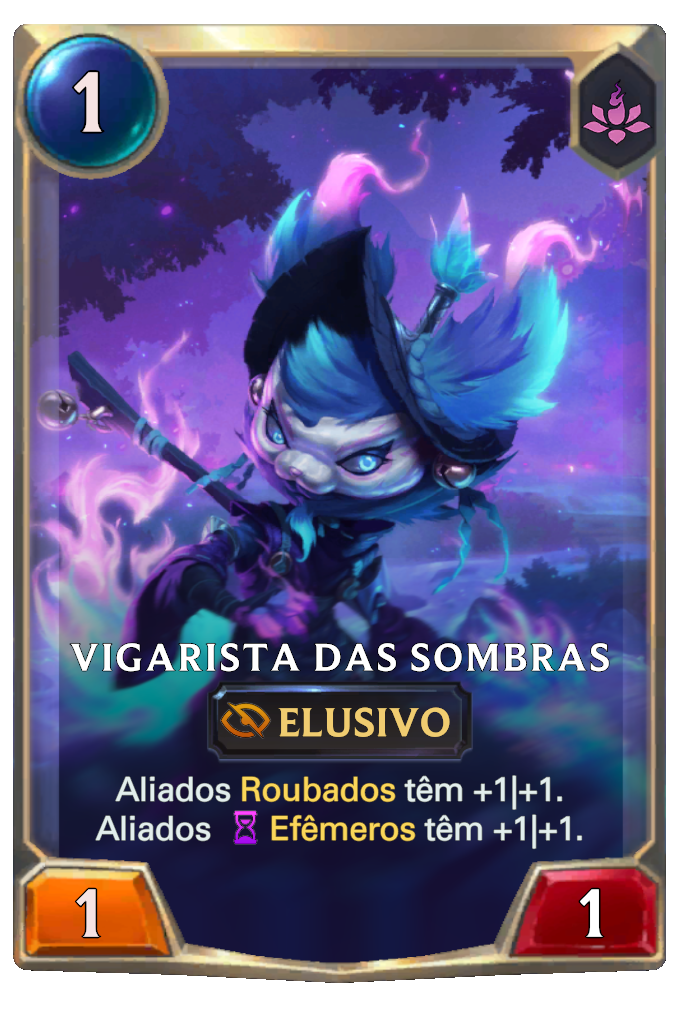 1
VIGARISTA DAS SOMBRAS
ELUSIVO
Aliados Roubados têm +1|+1.
Aliados Efêmeros têm +1|+1.
1
1